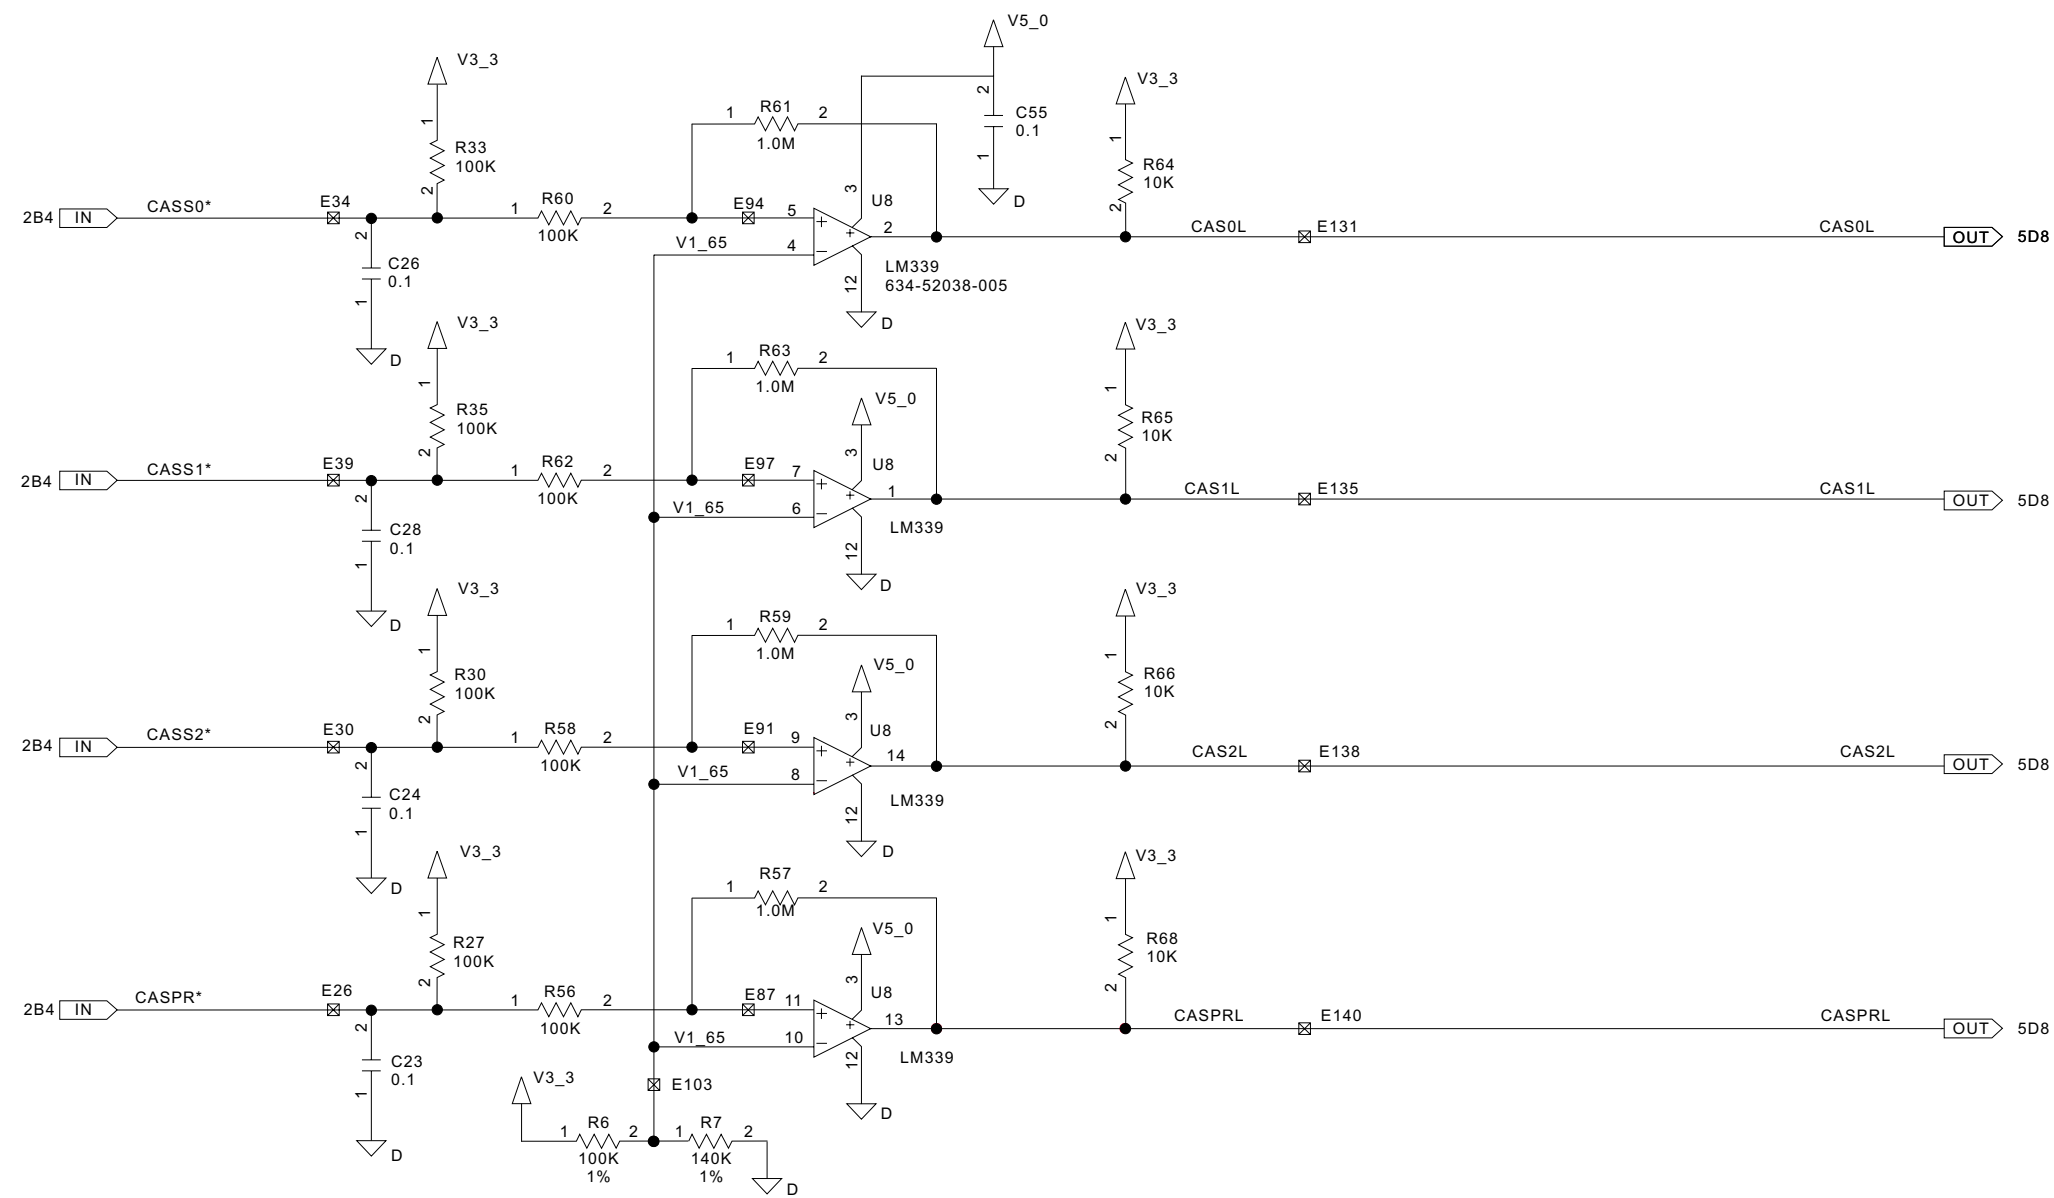 V5_0
V3_3
V3_3
1
R61
2
1.0M
2
C55
0.1
1
1
R33
100K
2
1
R64
10K
2
3
U8
2B4
IN
CASS0*
E34
1
R60
2
100K
E94
5
+
+
2
V1_65
4
−
CAS0L
E131
CAS0L
OUT
5D8
D
2
C26
0.1
1
D
12
LM339
634-52038-005
D
V3_3
V3_3
1
R63
2
1.0M
1
R35
100K
2
V5_0
3
U8
1
R65
10K
2
2B4
IN
CASS1*
E39
1
R62
2
100K
E97
7
+
+
1
V1_65
6
−
CAS1L
E135
CAS1L
OUT
5D8
2
C28
0.1
1
D
12
LM339
D
V3_3
V3_3
1
R59
2
1.0M
1
R30
100K
2
V5_0
3
U8
1
R66
10K
2
2B4
IN
CASS2*
E30
1
R58
2
100K
E91
9
+
+
14
V1_65
8
−
CAS2L
E138
CAS2L
OUT
5D8
2
C24
0.1
1
D
12
LM339
D
V3_3
V3_3
1
R57
2
1.0M
1
R27
100K
2
V5_0
3
U8
1
R68
10K
2
2B4
IN
CASPR*
E26
1
R56
2
100K
E87
11
+
+
13
V1_65
10
−
CASPRL
E140
CASPRL
OUT
5D8
2
C23
0.1
1
D
12
LM339
D
E103
V3_3
1
R6
2
100K
1%
1
R7
2
140K
1%
D